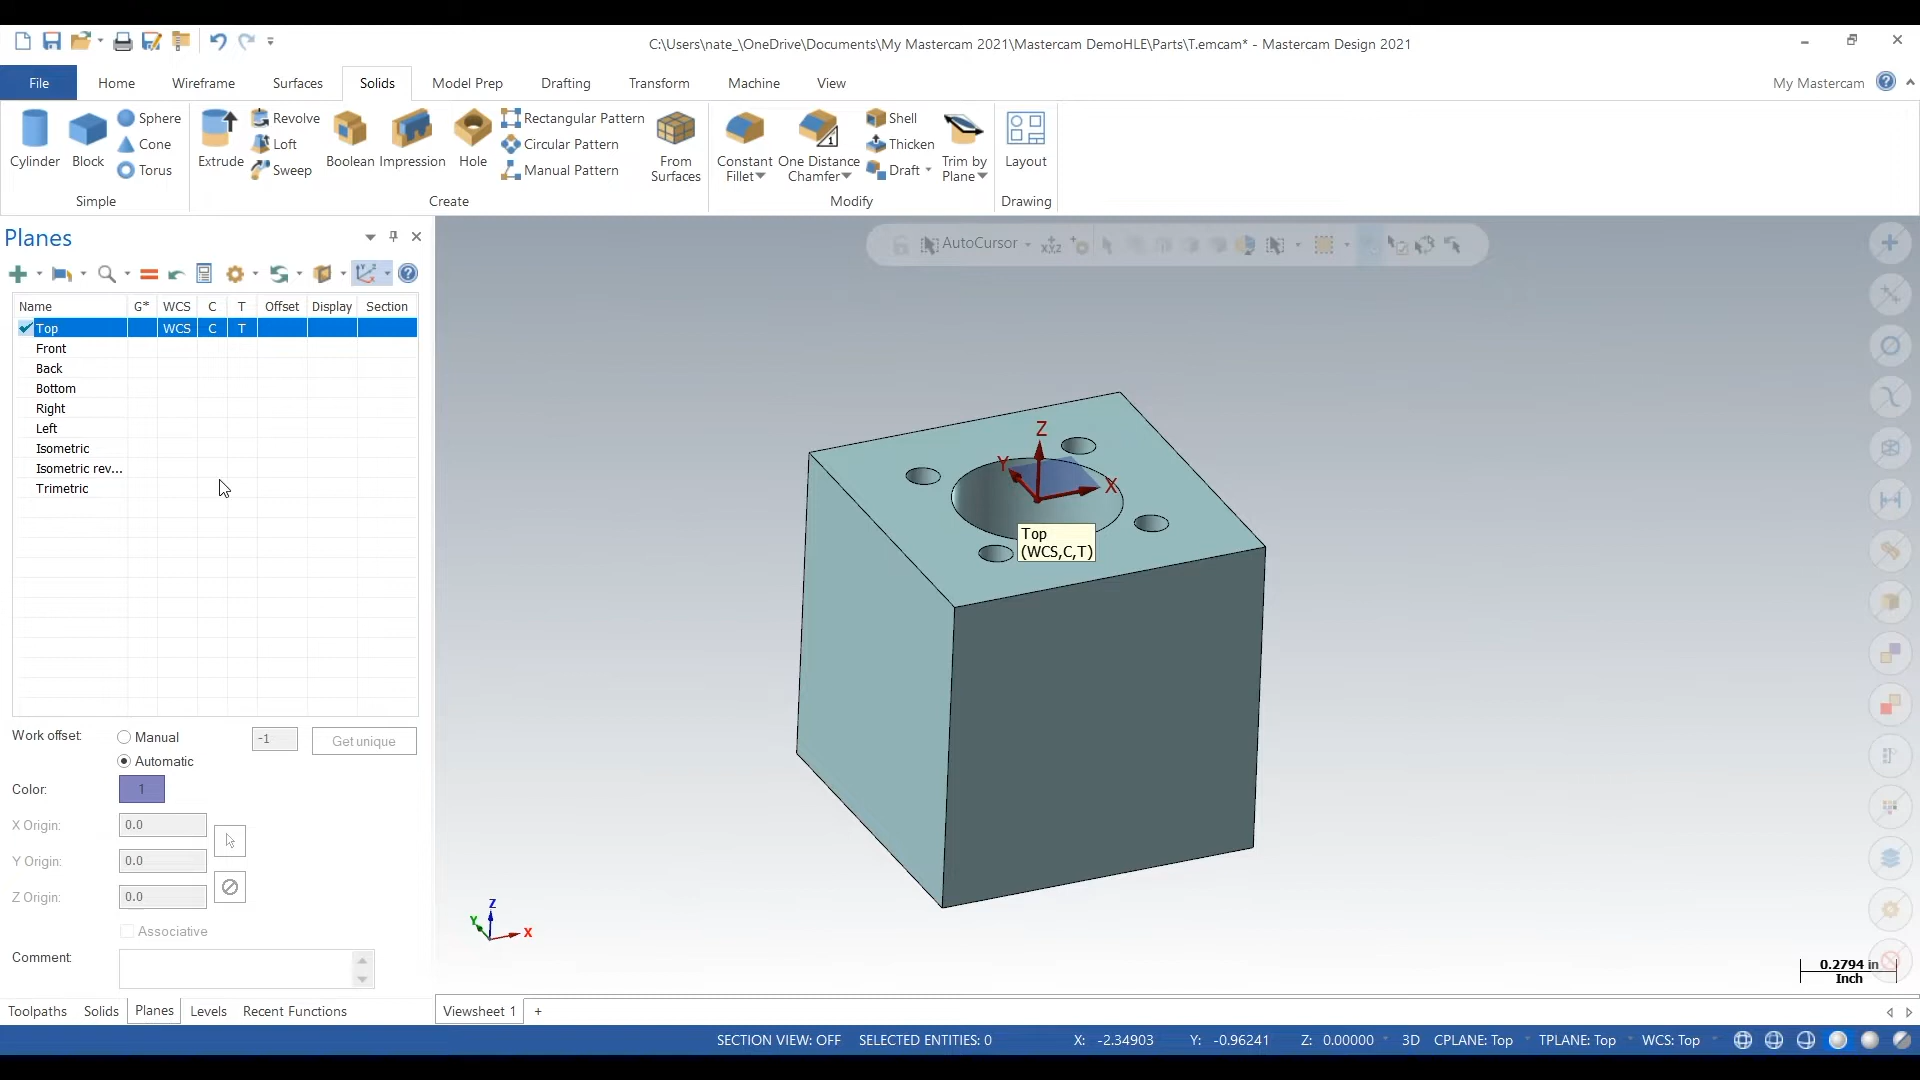 C:\Users\nate_\OneDrive\Documents\My Mastercam 2021\Mastercam DemoHLE\Parts\T.emcam* - Mastercam Design 2021
File Home Wireframe Surfaces Solids Model Prep Drafting Transform Machine View My Mastercam
Cylinder Block Sphere Cone Torus
Simple
Extrude Revolve Loft Sweep Boolean Impression Hole Rectangular Pattern Circular Pattern Manual Pattern From Surfaces
Create
Constant Fillet One Distance Chamfer Shell Thicken Draft Trim by Plane
Modify
Layout
Drawing
Planes
AutoCursor
Name G* WCS C T Offset Display Section
Top WCS C T
Front
Back
Bottom
Right
Left
Isometric
Isometric rev...
Trimetric
Z
Y
X
Top
(WCS,C,T)
Work offset: Manual -1 Get unique
Automatic
Color: 1
X Origin: 0.0
Y Origin: 0.0
Z Origin: 0.0
Associative
Comment:
Z
Y
X
0.2794 in
Inch
Toolpaths Solids Planes Levels Recent Functions Viewsheet 1 +
SECTION VIEW: OFF SELECTED ENTITIES: 0 X: -2.34903 Y: -0.96241 Z: 0.00000 3D CPLANE: Top TPLANE: Top WCS: Top